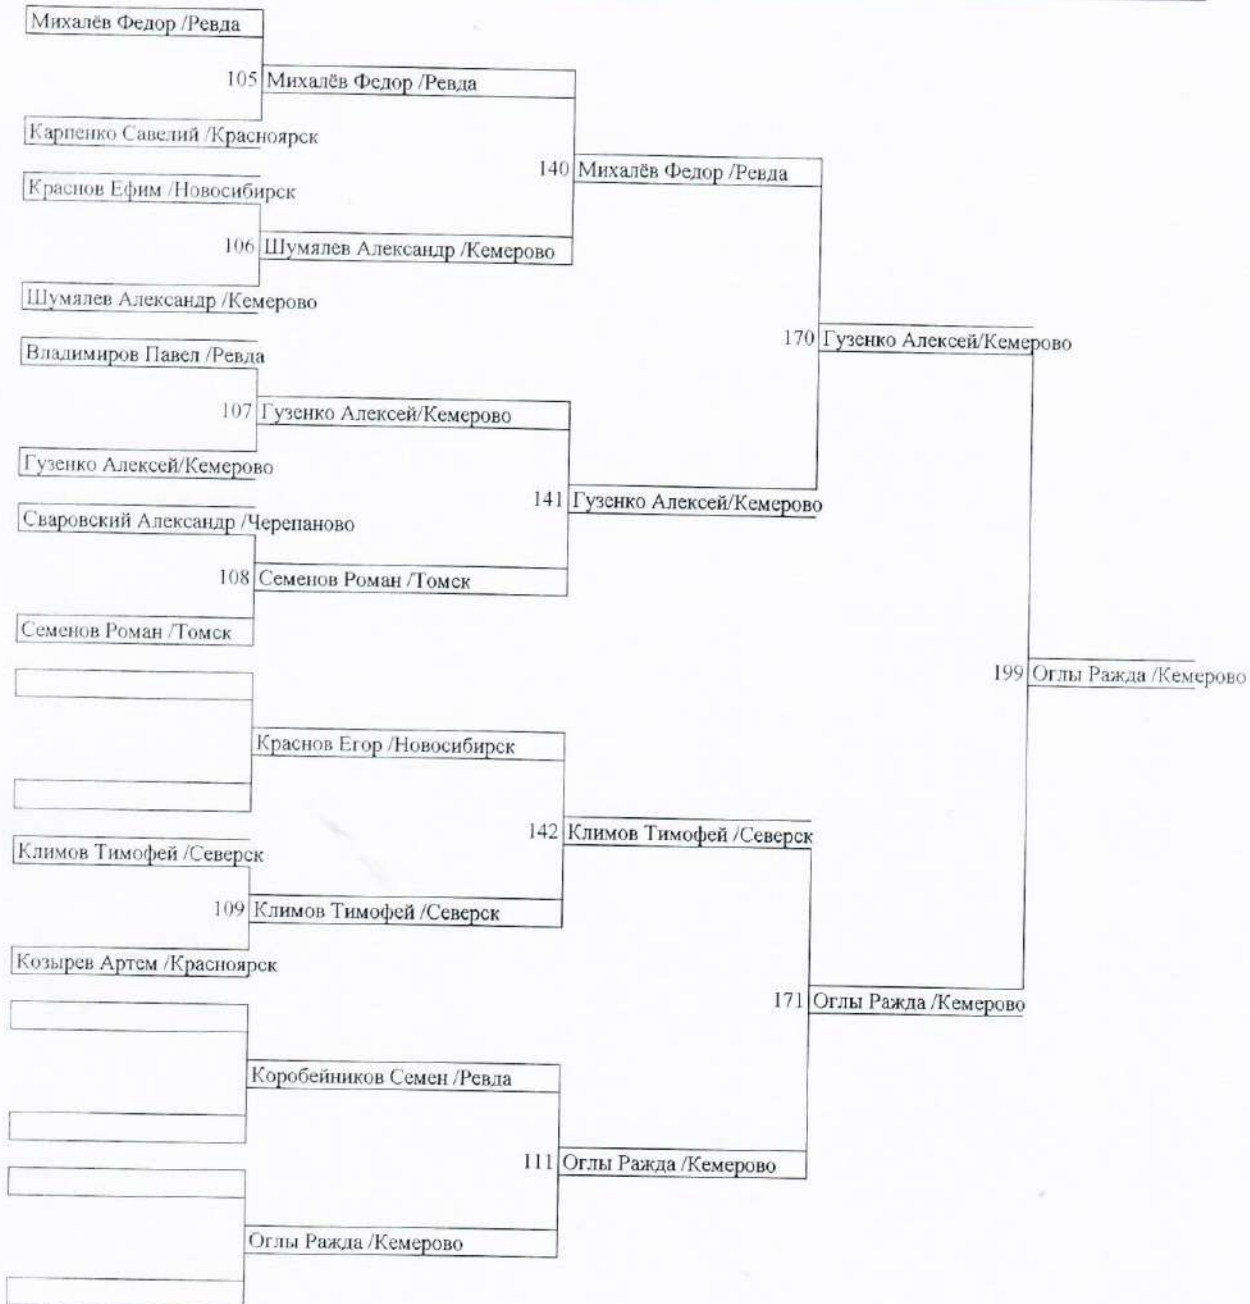 Михалёв Федор /Ревда
105 Михалёв Федор /Ревда
Карпенко Савелий /Красноярск
140 Михалёв Федор /Ревда
Краснов Ефим /Новосибирск
106 Шумялев Александр /Кемерово
Шумялев Александр /Кемерово
170 Гузенко Алексей/Кемерово
Владимиров Павел /Ревда
107 Гузенко Алексей/Кемерово
Гузенко Алексей/Кемерово
141 Гузенко Алексей/Кемерово
Сваровский Александр /Черепаново
108 Семенов Роман /Томск
Семенов Роман /Томск
199 Оглы Ражда /Кемерово
Краснов Егор /Новосибирск
142 Климов Тимофей /Северск
Климов Тимофей /Северск
109 Климов Тимофей /Северск
Козырев Артем /Красноярск
171 Оглы Ражда /Кемерово
Коробейников Семен /Ревда
111 Оглы Ражда /Кемерово
Оглы Ражда /Кемерово